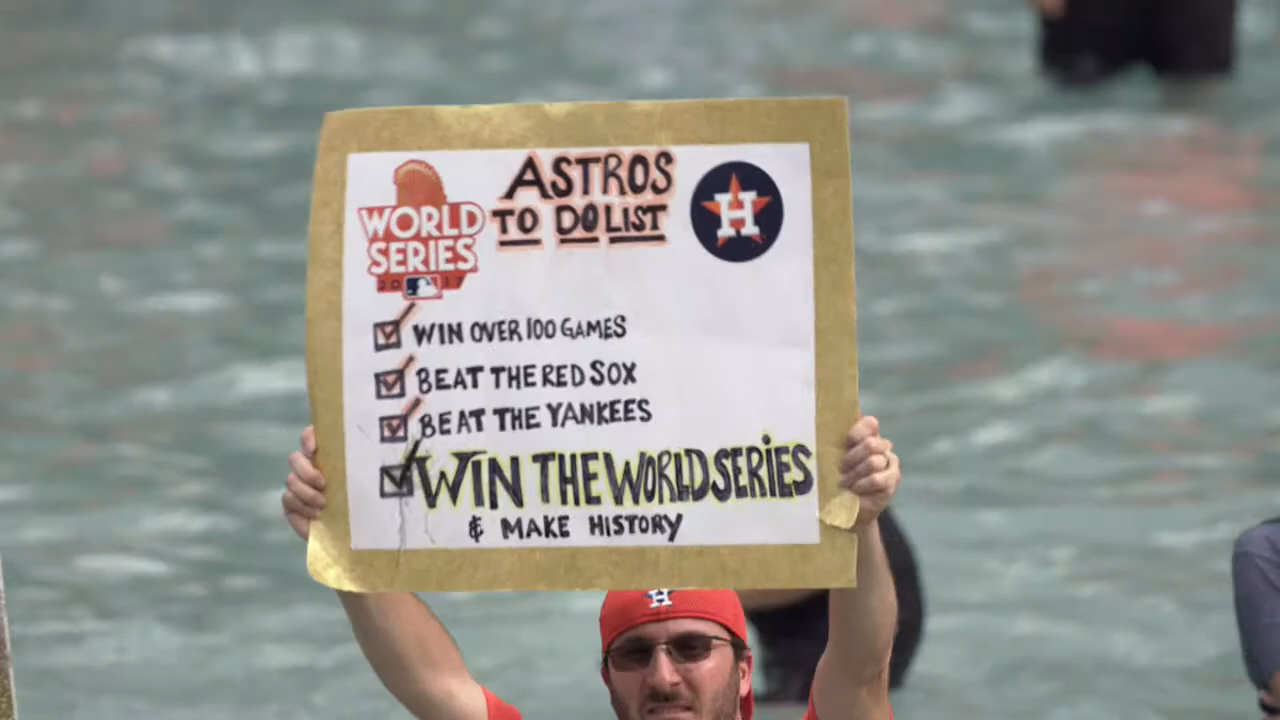 ASTROS
TO DO LIST
WORLD
SERIES
2017
H
WIN OVER 100 GAMES
BEAT THE RED SOX
BEAT THE YANKEES
WIN THE WORLD SERIES
& MAKE HISTORY
H